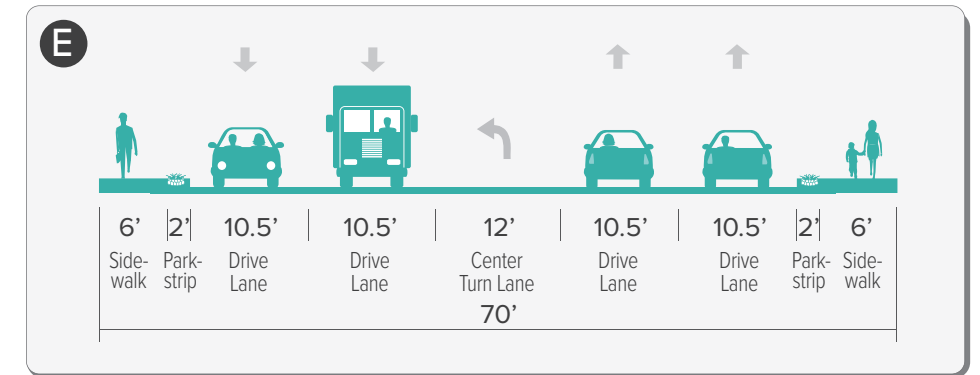 E
6’ 2’ 10.5’ 10.5’ 12’ 10.5’ 10.5’ 2’ 6’
Side- Park- Drive Drive Center Drive Drive Park- Side-
walk strip Lane Lane Turn Lane Lane Lane strip walk
70’